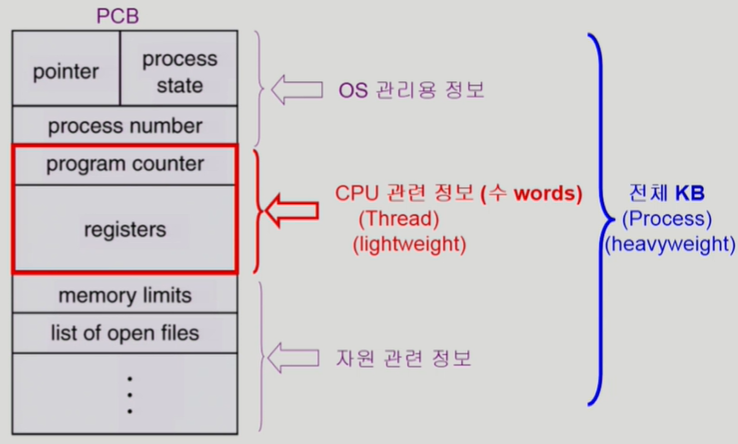 PCB
pointer
process
state
process number
program counter
registers
memory limits
list of open files
OS 관리용 정보
CPU 관련 정보 (수 words)
(Thread)
(lightweight)
자원 관련 정보
전체 KB
(Process)
(heavyweight)